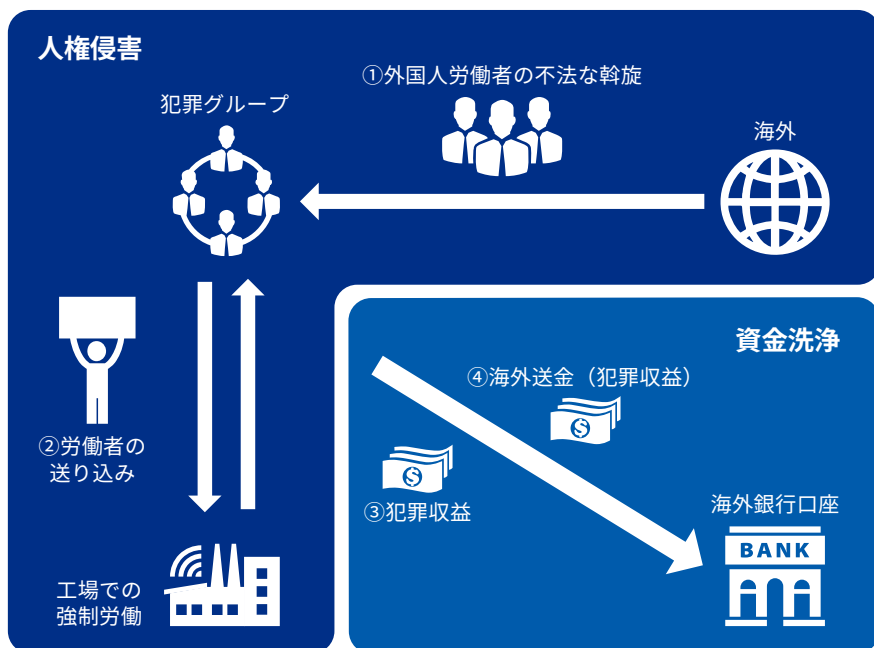 人権侵害
①外国人労働者の不法な斡旋
犯罪グループ
海外
②労働者の
送り込み
工場での
強制労働
資金洗浄
④海外送金（犯罪収益）
$
$
③犯罪収益
海外銀行口座
BANK